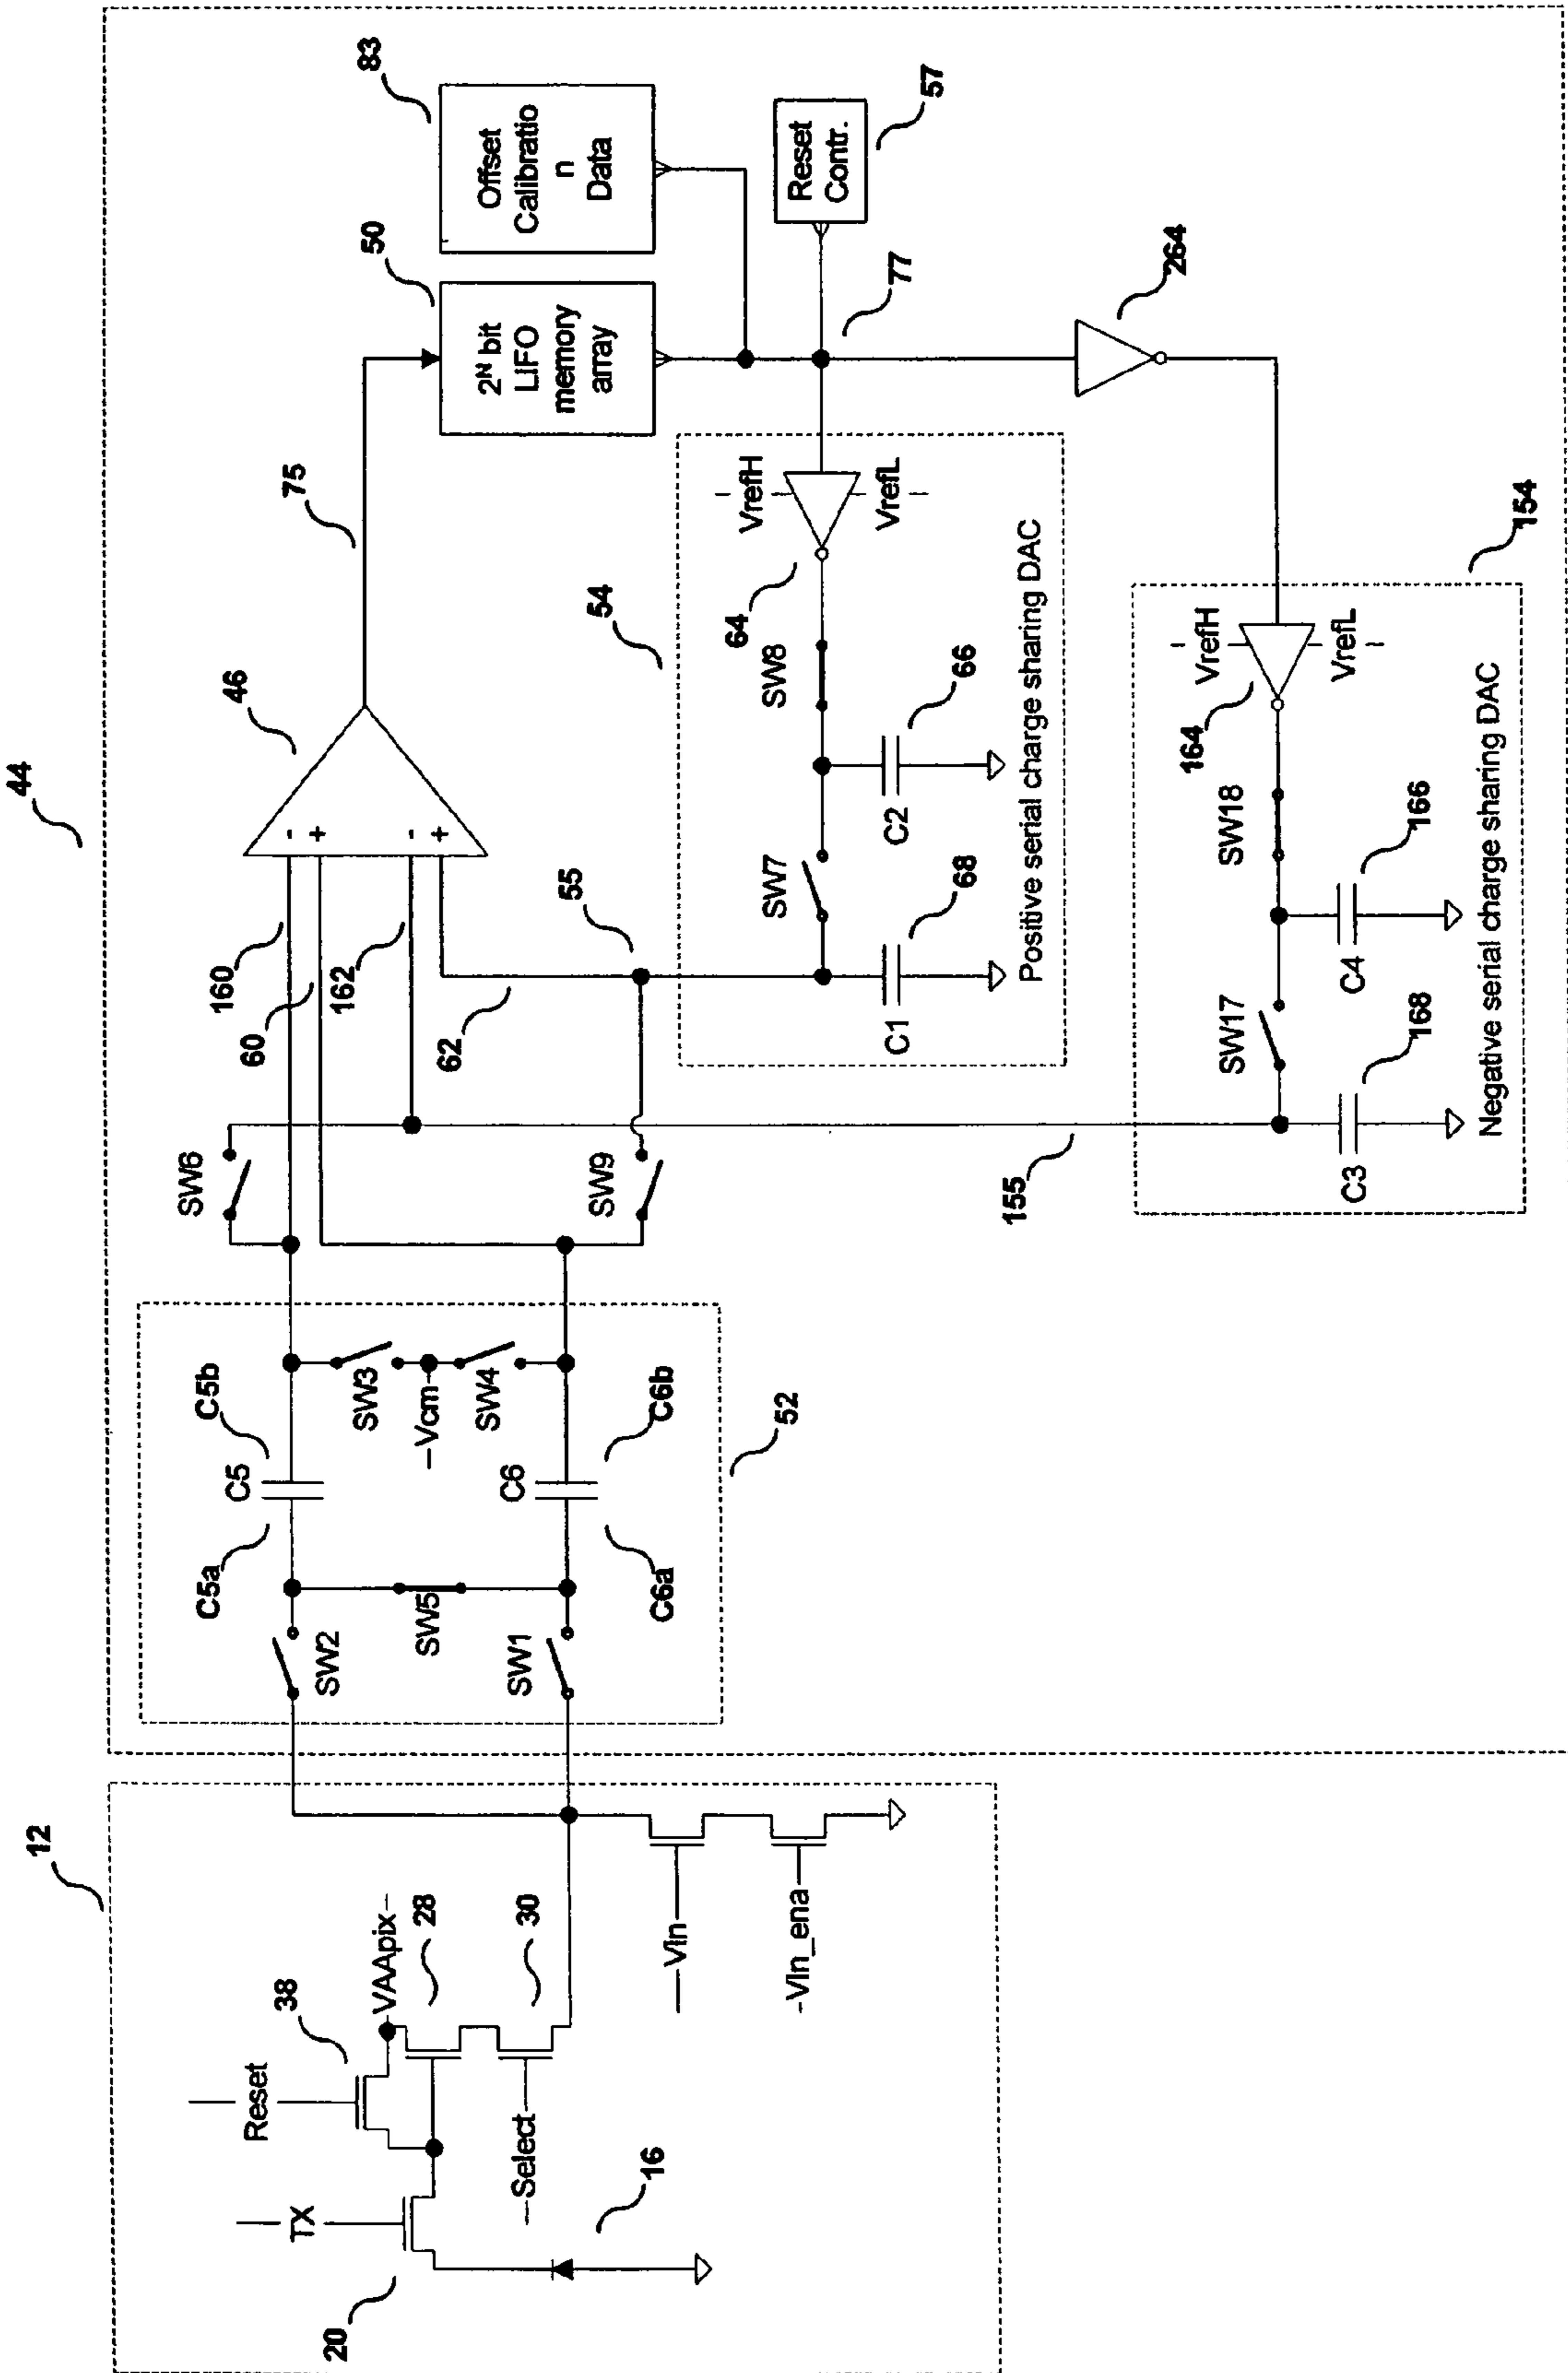 44
12
Reset
38
TX
20
VAApix
28
Select
30
16
Vln
Vln_ena
C5a
C5
C5b
SW2
SW5
SW3
Vcm
SW4
SW1
C6
C6a
C6b
52
SW6
160
60
162
62
SW9
155
46
-
+
-
+
75
55
50
2N bit
LIFO
memory
array
83
Offset
Calibratio
n
Data
Reset
Contr.
57
77
54
VrefH
VrefL
64
SW8
SW7
C2
66
C1
68
Positive serial charge sharing DAC
264
154
VrefH
VrefL
164
SW18
SW17
C4
166
C3
168
Negative serial charge sharing DAC